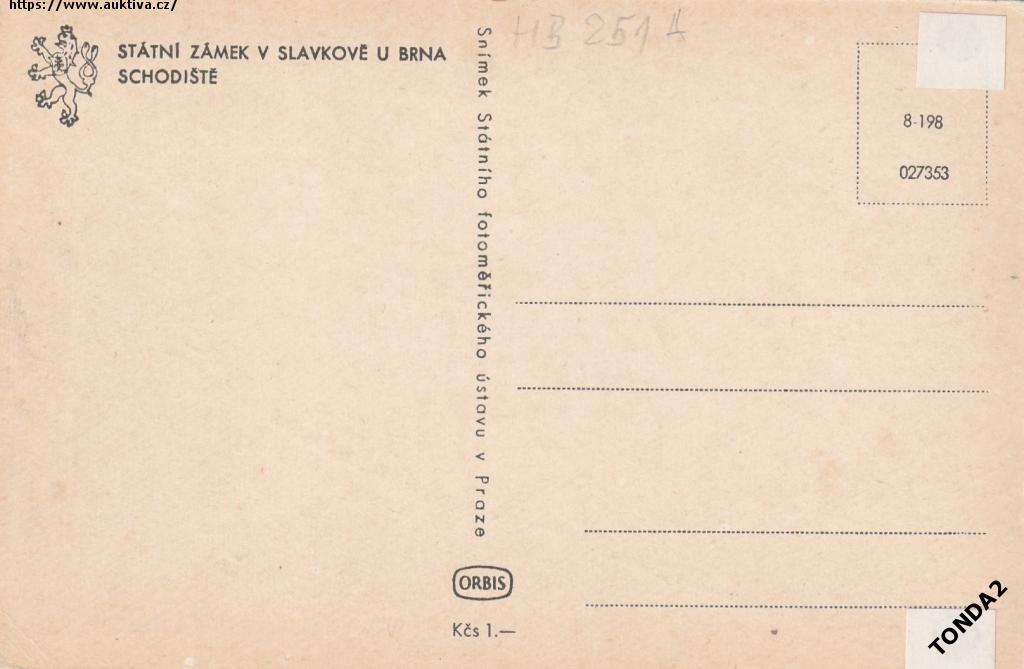 https://www.auktiva.cz/
STÁTNÍ ZÁMEK V SLAVKOVĚ U BRNA
SCHODIŠTĚ
Snímek Státního fotoměřického ústavu v Praze
HB 251 A
8-198
027353
ORBIS
Kčs 1.—
TONDA2